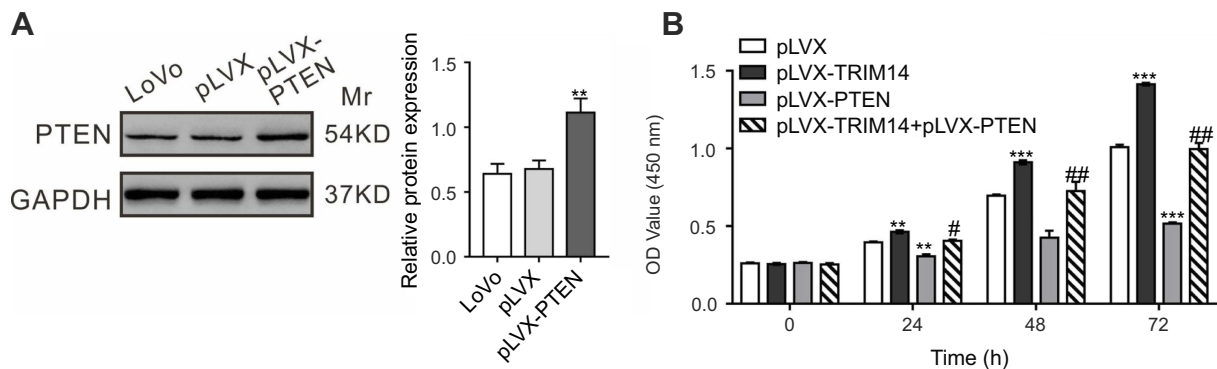 A
LoVo
pLVX
pLVX-
PTEN
Mr
PTEN
54KD
GAPDH
37KD
Relative protein expression
1.5
1.0
0.5
0.0
**
LoVo
pLVX
pLVX-PTEN
B
pLVX
pLVX-TRIM14
pLVX-PTEN
pLVX-TRIM14+pLVX-PTEN
OD Value (450 nm)
1.5
1.0
0.5
0.0
** ** #
*** ##
*** *** ##
0 24 48 72
Time (h)